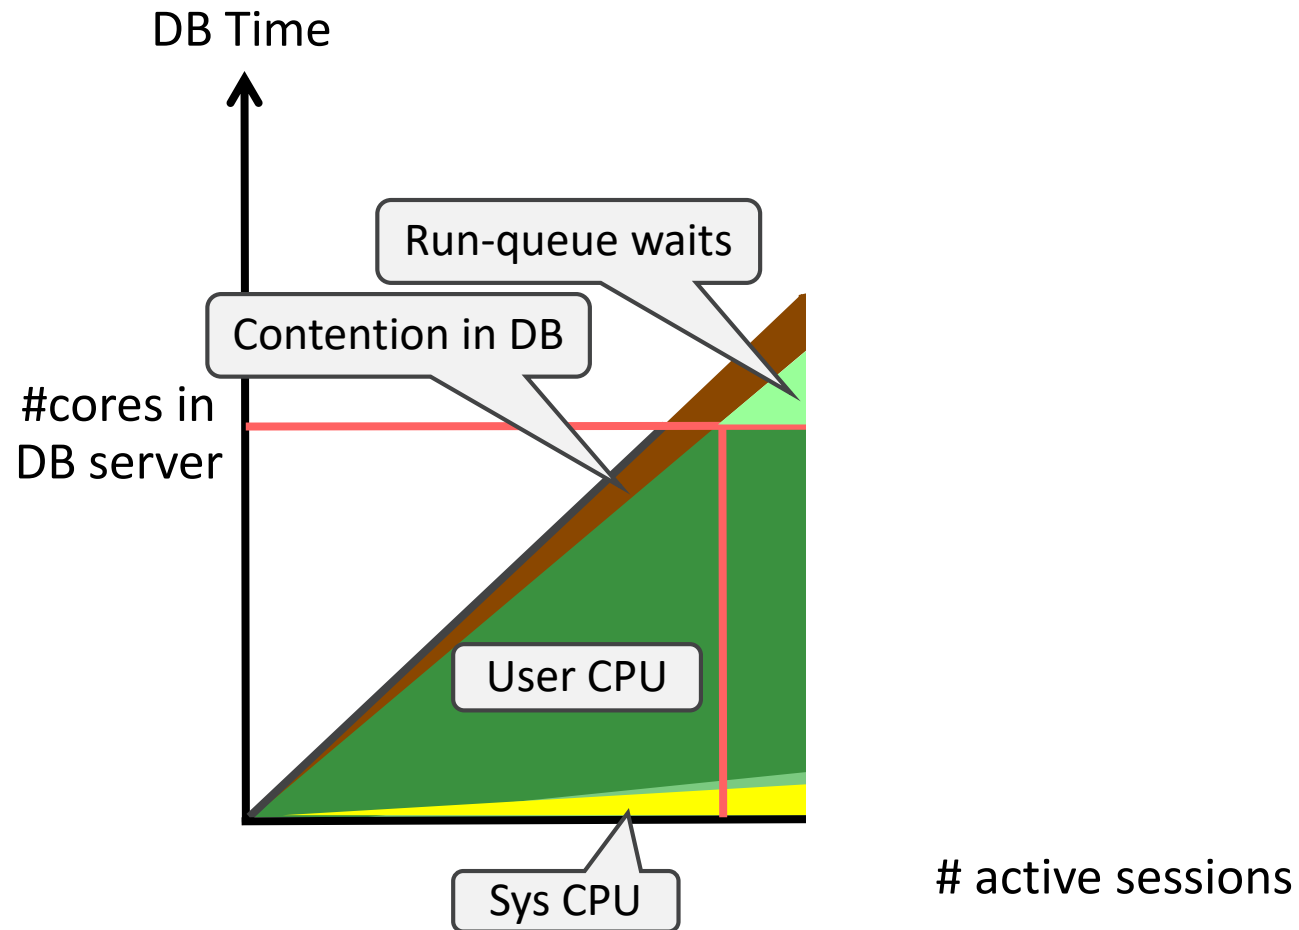 DB Time
Run-queue waits
Contention in DB
#cores in
DB server
User CPU
Sys CPU
# active sessions